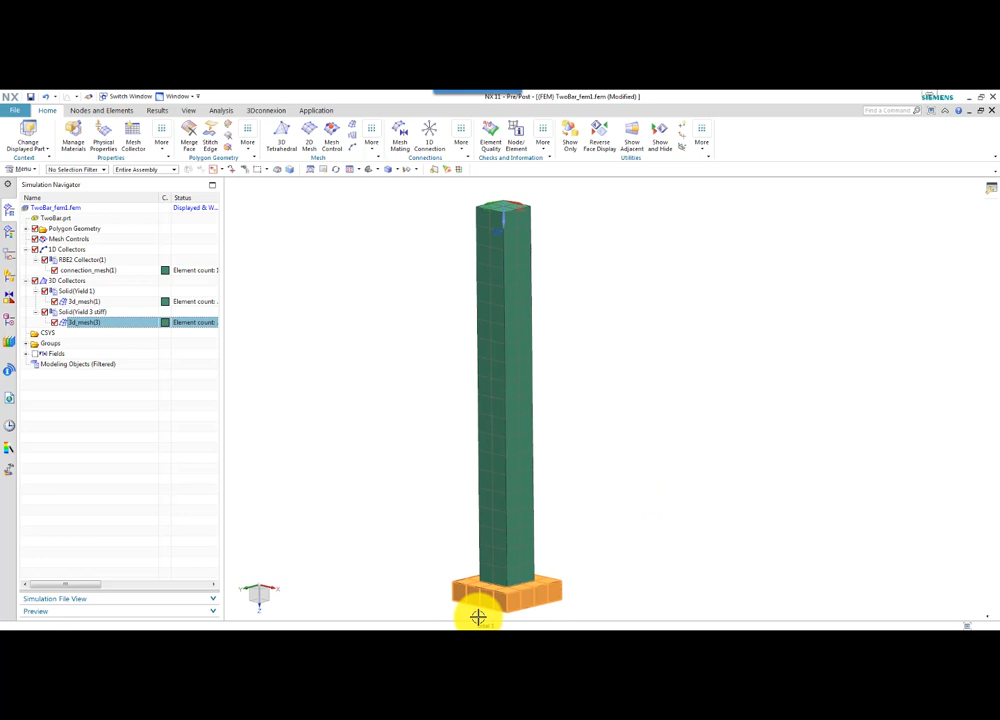 NX Switch Window Window NX 11 - Pre/Post - [(FEM) TwoBar_fem1.fem (Modified) ] SIEMENS
File Home Nodes and Elements Results View Analysis 3Dconnexion Application Find a Command
Change Displayed Part
Manage Materials
Physical Properties
Mesh Collector
More
Merge Face
Stitch Edge
More
3D Tetrahedral
2D Mesh
Mesh Control
More
Mesh Mating
1D Connection
More
Element Quality
Node/ Element
More
Show Only
Reverse Face Display
Show Adjacent
Show and Hide
More
Context Properties Polygon Geometry Mesh Connections Checks and Information Utilities
Menu No Selection Filter Entire Assembly
Simulation Navigator
Name C. Status
TwoBar_fem1.fem Displayed & W...
TwoBar.prt
Polygon Geometry
Mesh Controls
1D Collectors
RBE2 Collector(1)
connection_mesh(1) Element count: 1
3D Collectors
Solid(Yield 1)
3d_mesh(1) Element count:
Solid(Yield 3 stiff)
3d_mesh(3) Element count:
CSYS
Groups
Fields
Modeling Objects (Filtered)
Y X
Z
Simulation File View
Preview